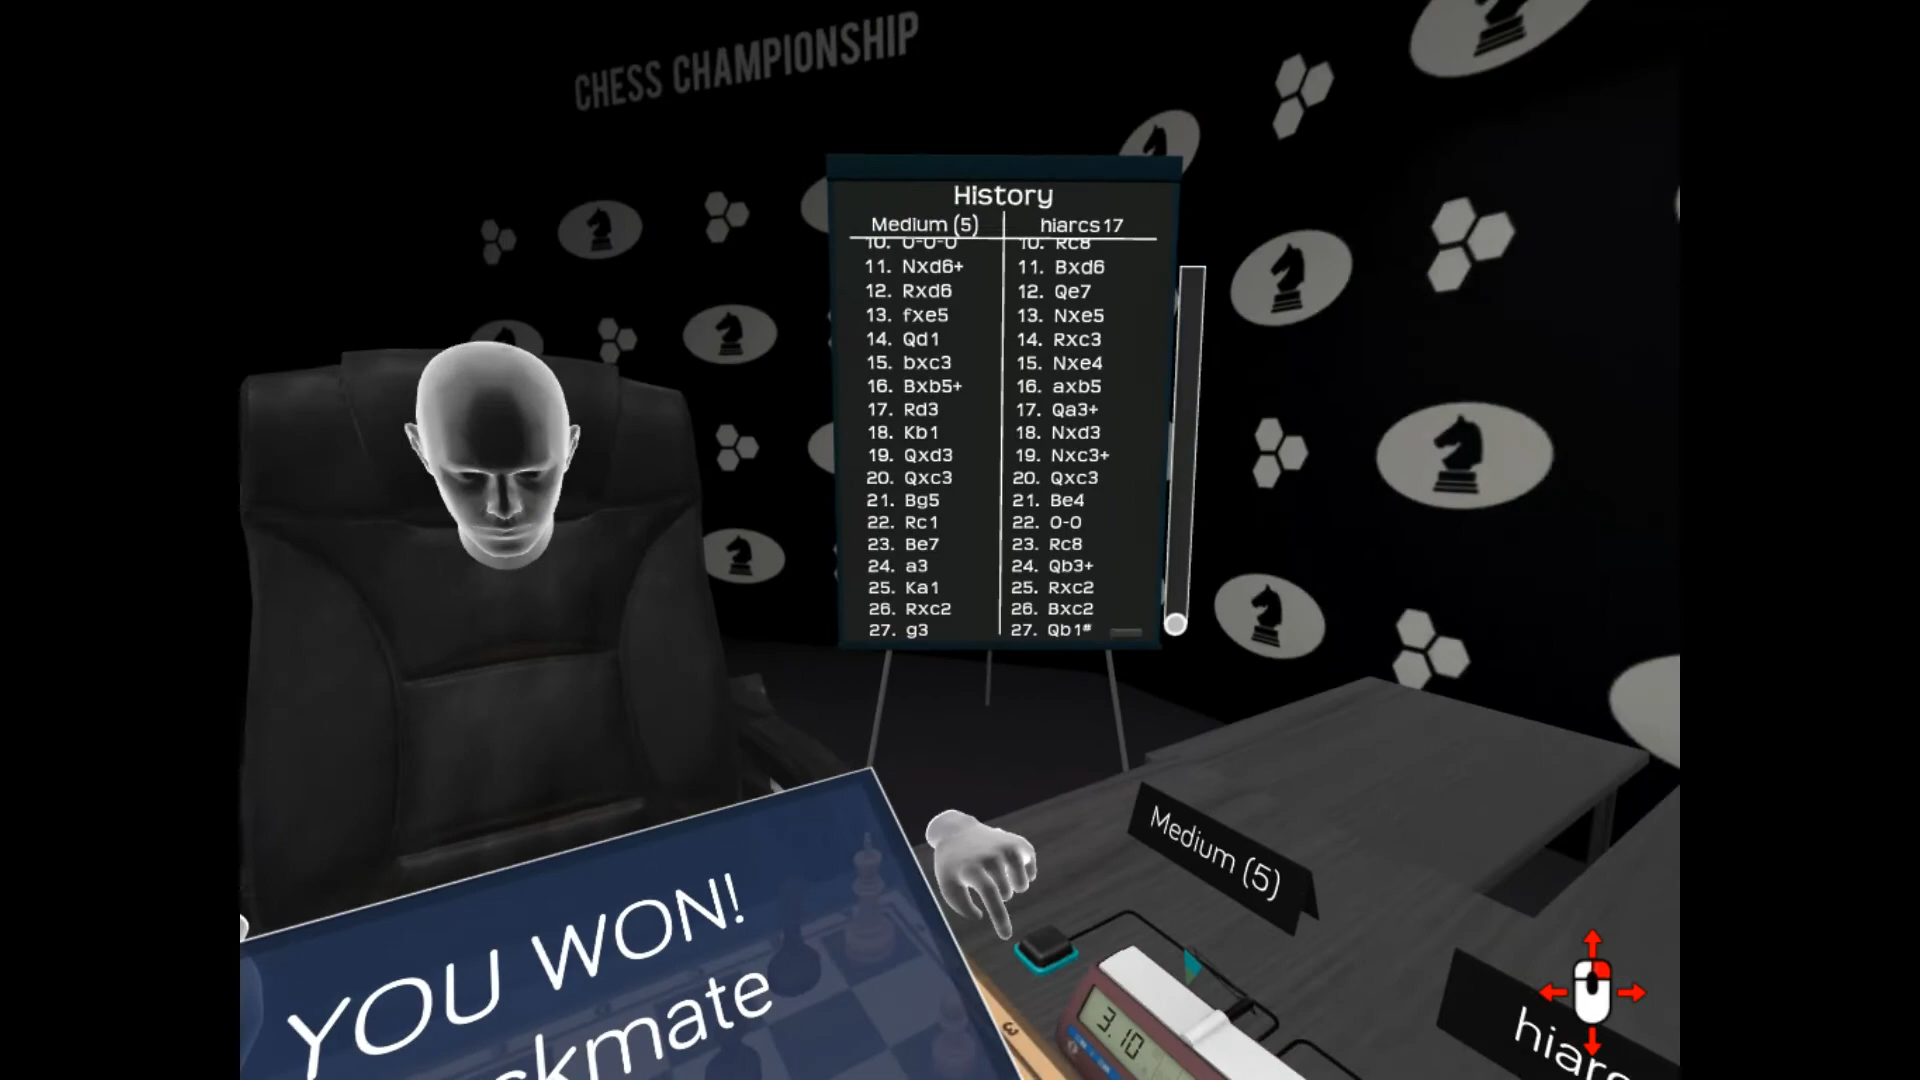 CHESS CHAMPIONSHIP
History
Medium (5) hiarcs17
10. O-O-O 10. Rc8
11. Nxd6+ 11. Bxd6
12. Rxd6 12. Qe7
13. fxe5 13. Nxe5
14. Qd1 14. Rxc3
15. bxc3 15. Nxe4
16. Bxb5+ 16. axb5
17. Rd3 17. Qa3+
18. Kb1 18. Nxd3
19. Qxd3 19. Nxc3+
20. Qxc3 20. Qxc3
21. Bg5 21. Be4
22. Rc1 22. O-O
23. Be7 23. Rc8
24. a3 24. Qb3+
25. Ka1 25. Rxc2
26. Rxc2 26. Bxc2
27. g3 27. Qb1#
Medium (5)
YOU WON!
3.10
3